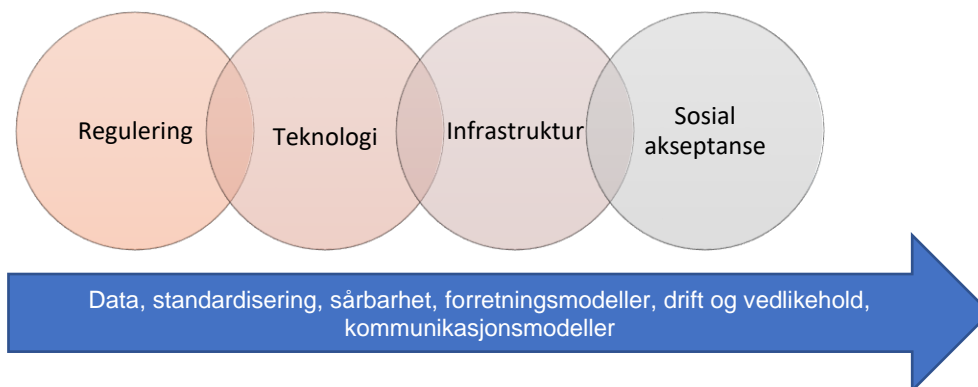 Regulering
Teknologi
Infrastruktur
Sosial
akseptanse
Data, standardisering, sårbarhet, forretningsmodeller, drift og vedlikehold,
kommunikasjonsmodeller